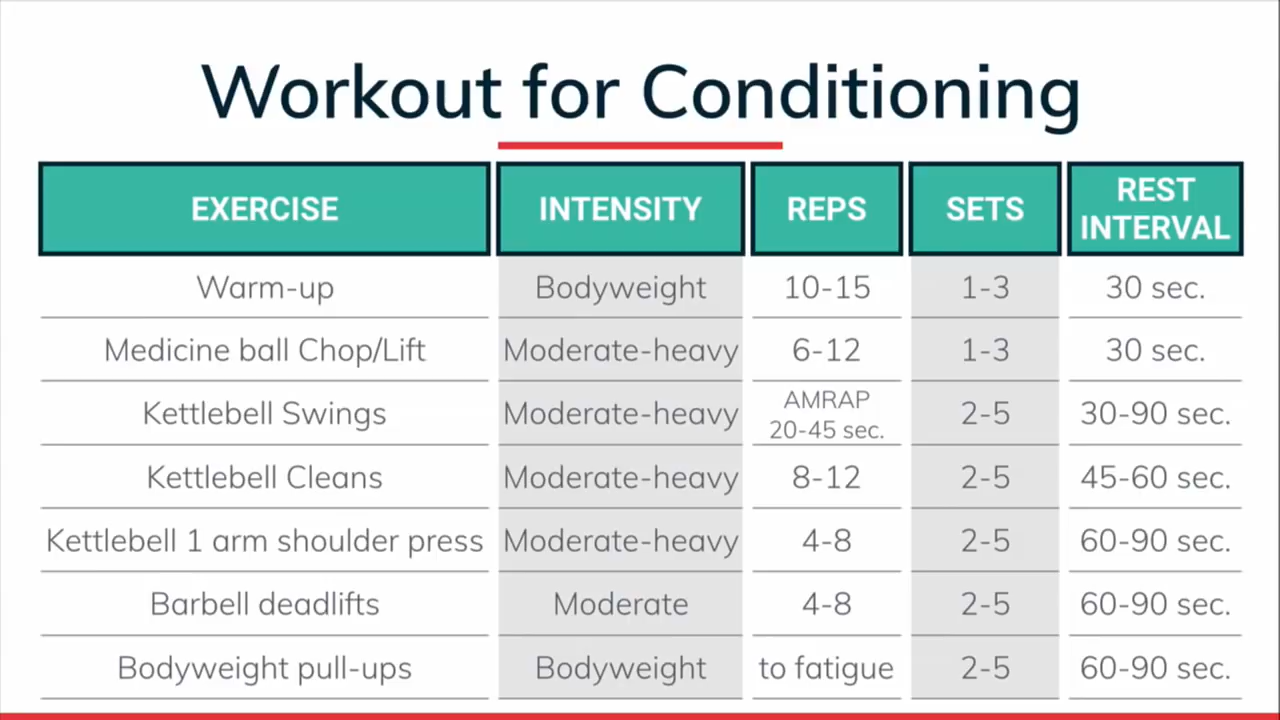 Workout for Conditioning
EXERCISE INTENSITY REPS SETS REST INTERVAL
Warm-up Bodyweight 10-15 1-3 30 sec.
Medicine ball Chop/Lift Moderate-heavy 6-12 1-3 30 sec.
Kettlebell Swings Moderate-heavy AMRAP 20-45 sec. 2-5 30-90 sec.
Kettlebell Cleans Moderate-heavy 8-12 2-5 45-60 sec.
Kettlebell 1 arm shoulder press Moderate-heavy 4-8 2-5 60-90 sec.
Barbell deadlifts Moderate 4-8 2-5 60-90 sec.
Bodyweight pull-ups Bodyweight to fatigue 2-5 60-90 sec.